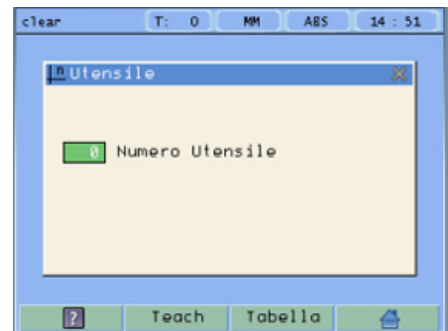 clear T: 0 MM ABS 14 : 51
n Utensile
0 Numero Utensile
? Teach Tabella